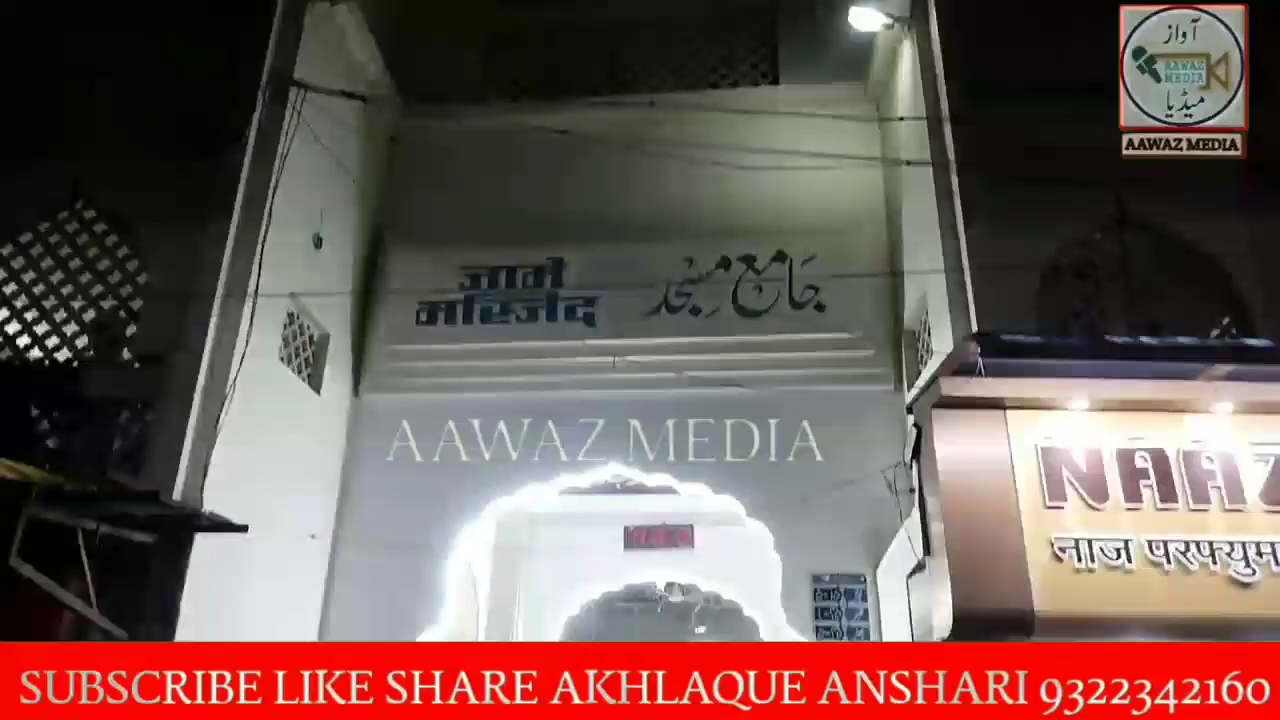 آواز
AAWAZ
MEDIA
میڈیا
AAWAZ MEDIA
जामे
मस्जिद
جامع مسجد
AAWAZ MEDIA
NAAZ
नाज परफ्युम
SUBSCRIBE LIKE SHARE AKHLAQUE ANSHARI 9322342160